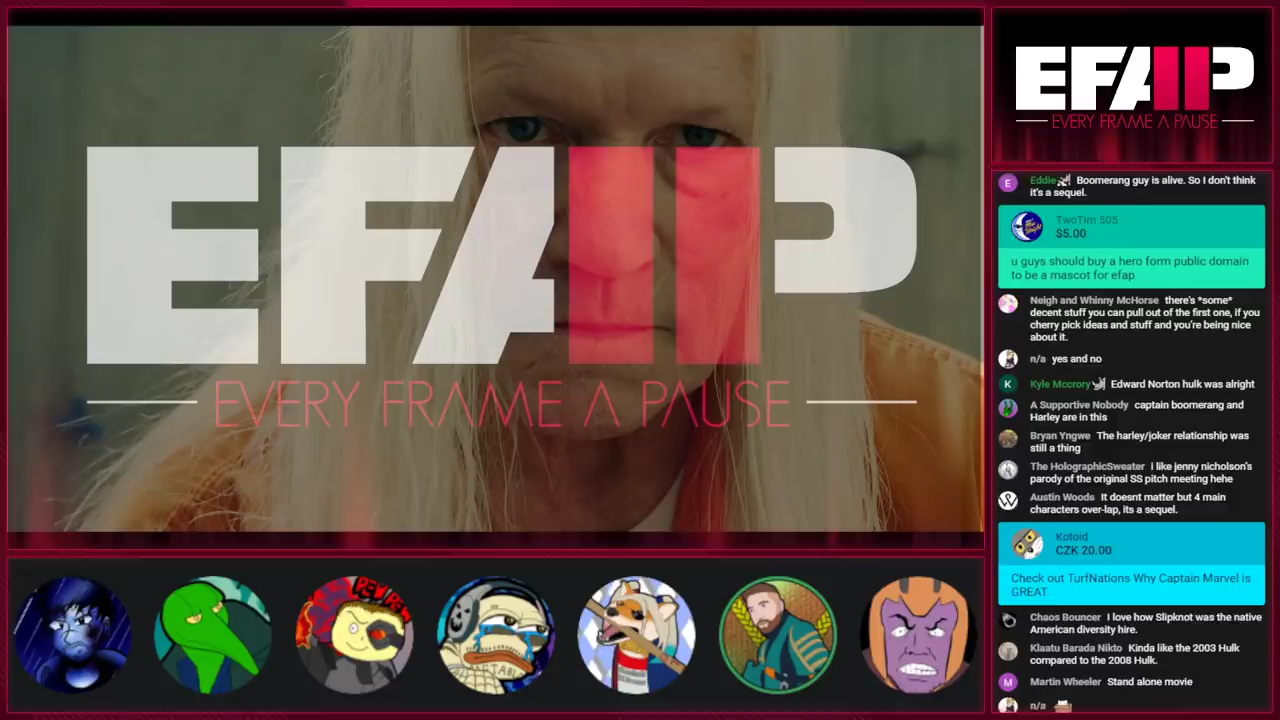 EFAP
EVERY FRAME A PAUSE
EFAP
EVERY FRAME A PAUSE
E
Eddie Boomerang guy is alive. So I don't think
it's a sequel.
TwoTim 505
$5.00
u guys should buy a hero form public domain
to be a mascot for efap
Neigh and Whinny McHorse there's *some*
decent stuff you can pull out of the first one, if you
cherry pick ideas and stuff and you're being nice
about it.
n/a yes and no
K
Kyle Mccrory Edward Norton hulk was alright
A Supportive Nobody captain boomerang and
Harley are in this
Bryan Yngwe The harley/joker relationship was
still a thing
The HolographicSweater i like jenny nicholson's
parody of the original SS pitch meeting hehe
Austin Woods It doesnt matter but 4 main
characters over-lap, its a sequel.
Kotoid
CZK 20.00
Check out TurfNations Why Captain Marvel is
GREAT
Chaos Bouncer I love how Slipknot was the native
American diversity hire.
Klaatu Barada Nikto Kinda like the 2003 Hulk
compared to the 2008 Hulk.
M
Martin Wheeler Stand alone movie
n/a